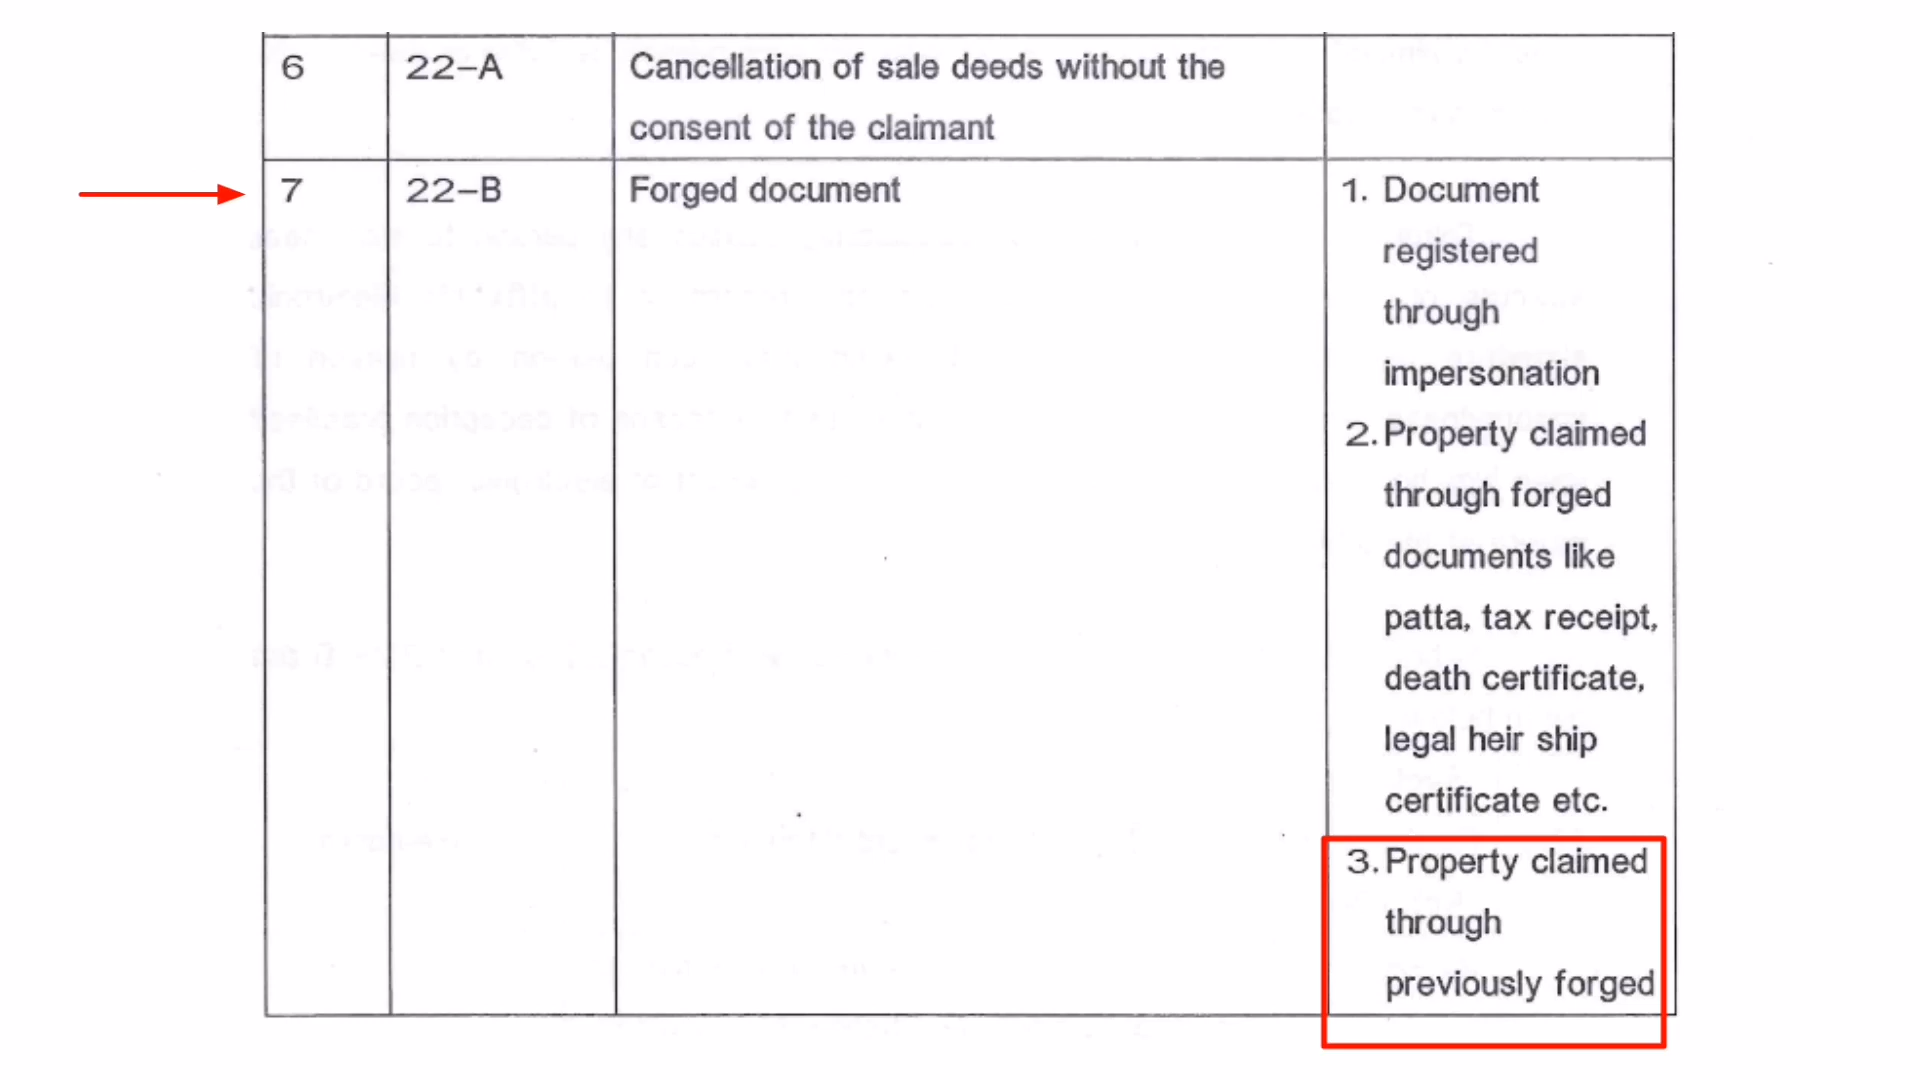 6 22-A Cancellation of sale deeds without the
consent of the claimant
7 22-B Forged document 1. Document
registered
through
impersonation
2. Property claimed
through forged
documents like
patta, tax receipt,
death certificate,
legal heir ship
certificate etc.
3. Property claimed
through
previously forged